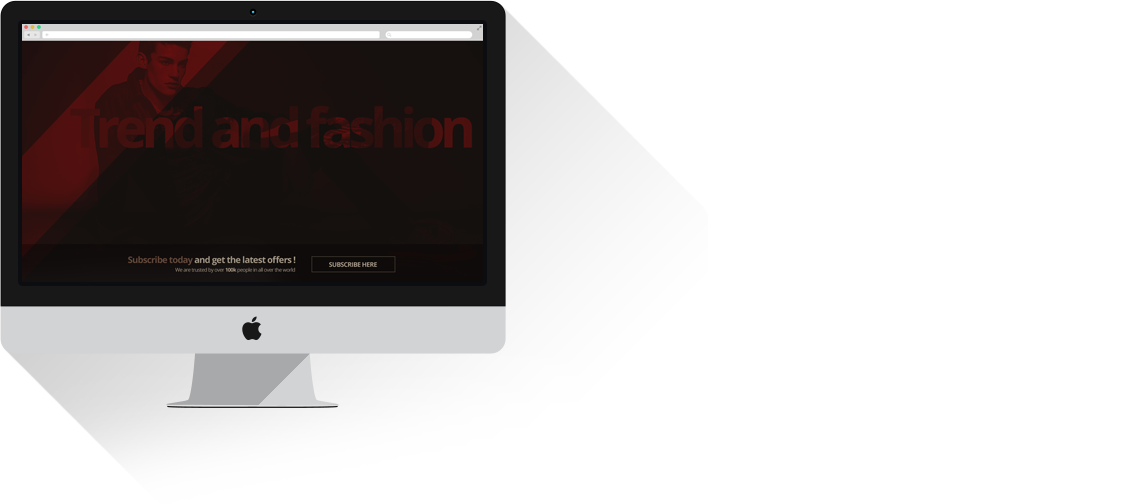 Trend and fashion
Subscribe today and get the latest offers !
We are trusted by over 100k people in all over the world
SUBSCRIBE HERE